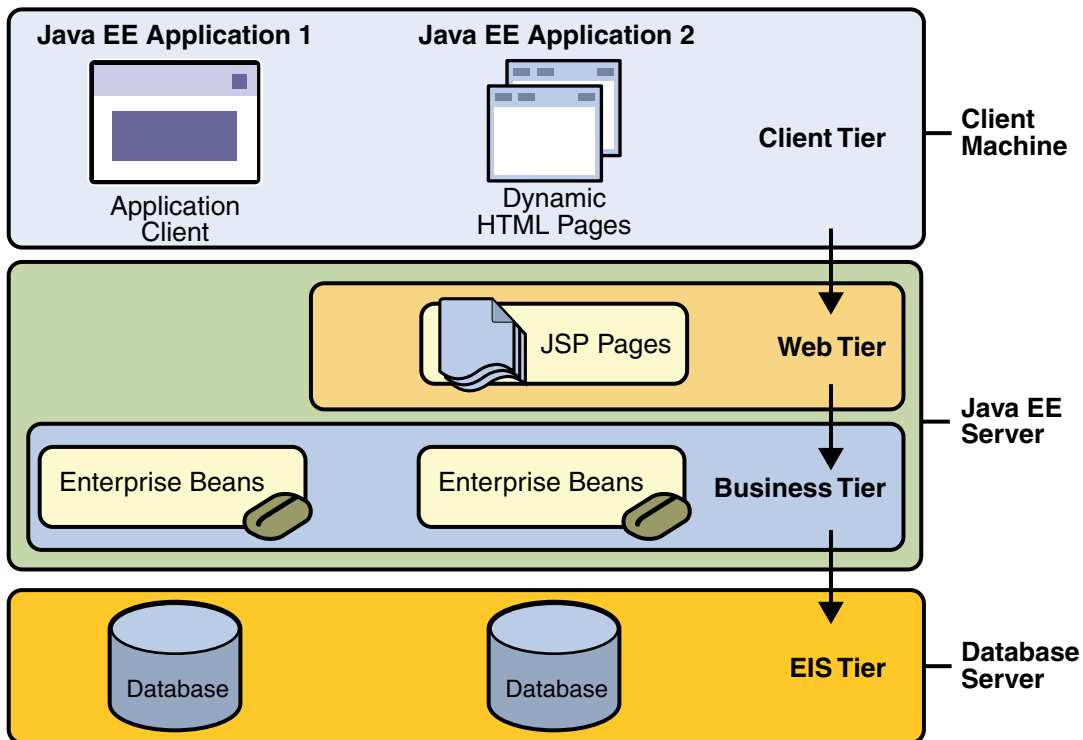 Java EE Application 1
Java EE Application 2
Application
Client
Dynamic
HTML Pages
Client Tier
Client
Machine
JSP Pages
Web Tier
Java EE
Server
Enterprise Beans
Enterprise Beans
Business Tier
Database
Database
EIS Tier
Database
Server